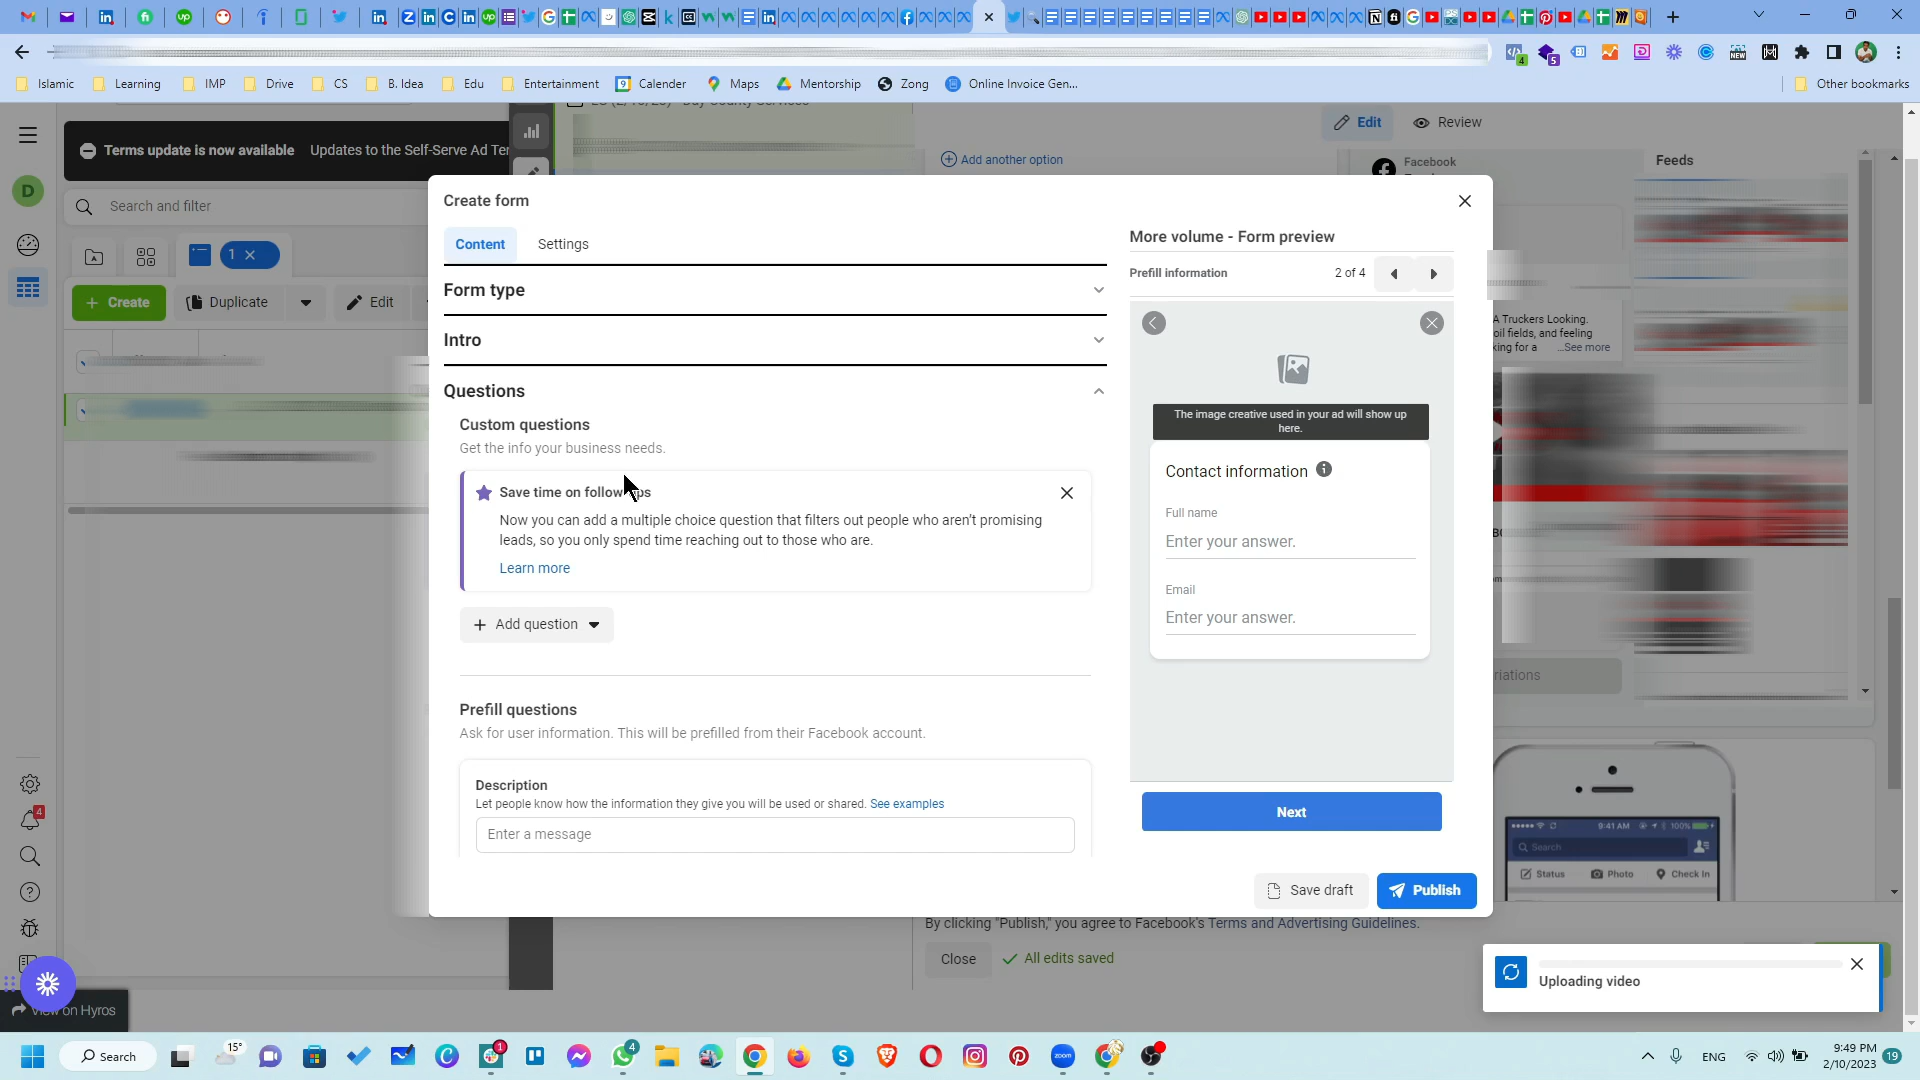 Islamic
Learning
IMP
Drive
CS
B. Idea
Edu
Entertainment
Calender
Maps
Mentorship
Zong
Online Invoice Gen...
Other bookmarks
Terms update is now available Updates to the Self-Serve Ad Ter
Search and filter
1
Create
Duplicate
Edit
Add another option
Edit
Review
Facebook
Feeds
Create form
Content
Settings
Form type
Intro
Questions
Custom questions
Get the info your business needs.
Save time on follow ps
Now you can add a multiple choice question that filters out people who aren't promising
leads, so you only spend time reaching out to those who are.
Learn more
Add question
Prefill questions
Ask for user information. This will be prefilled from their Facebook account.
Description
Let people know how the information they give you will be used or shared. See examples
Enter a message
More volume - Form preview
Prefill information
2 of 4
The image creative used in your ad will show up
here.
Contact information
Full name
Enter your answer.
Email
Enter your answer.
Next
Save draft
Publish
A Truckers Looking.
oil fields, and feeling
king for a ...See more
riations
9:41 AM
100%
Search
Status
Photo
Check In
By clicking "Publish," you agree to Facebook's Terms and Advertising Guidelines.
Close
All edits saved
Uploading video
on Hyros
Search
15°
ENG
9:49 PM
2/10/2023
19